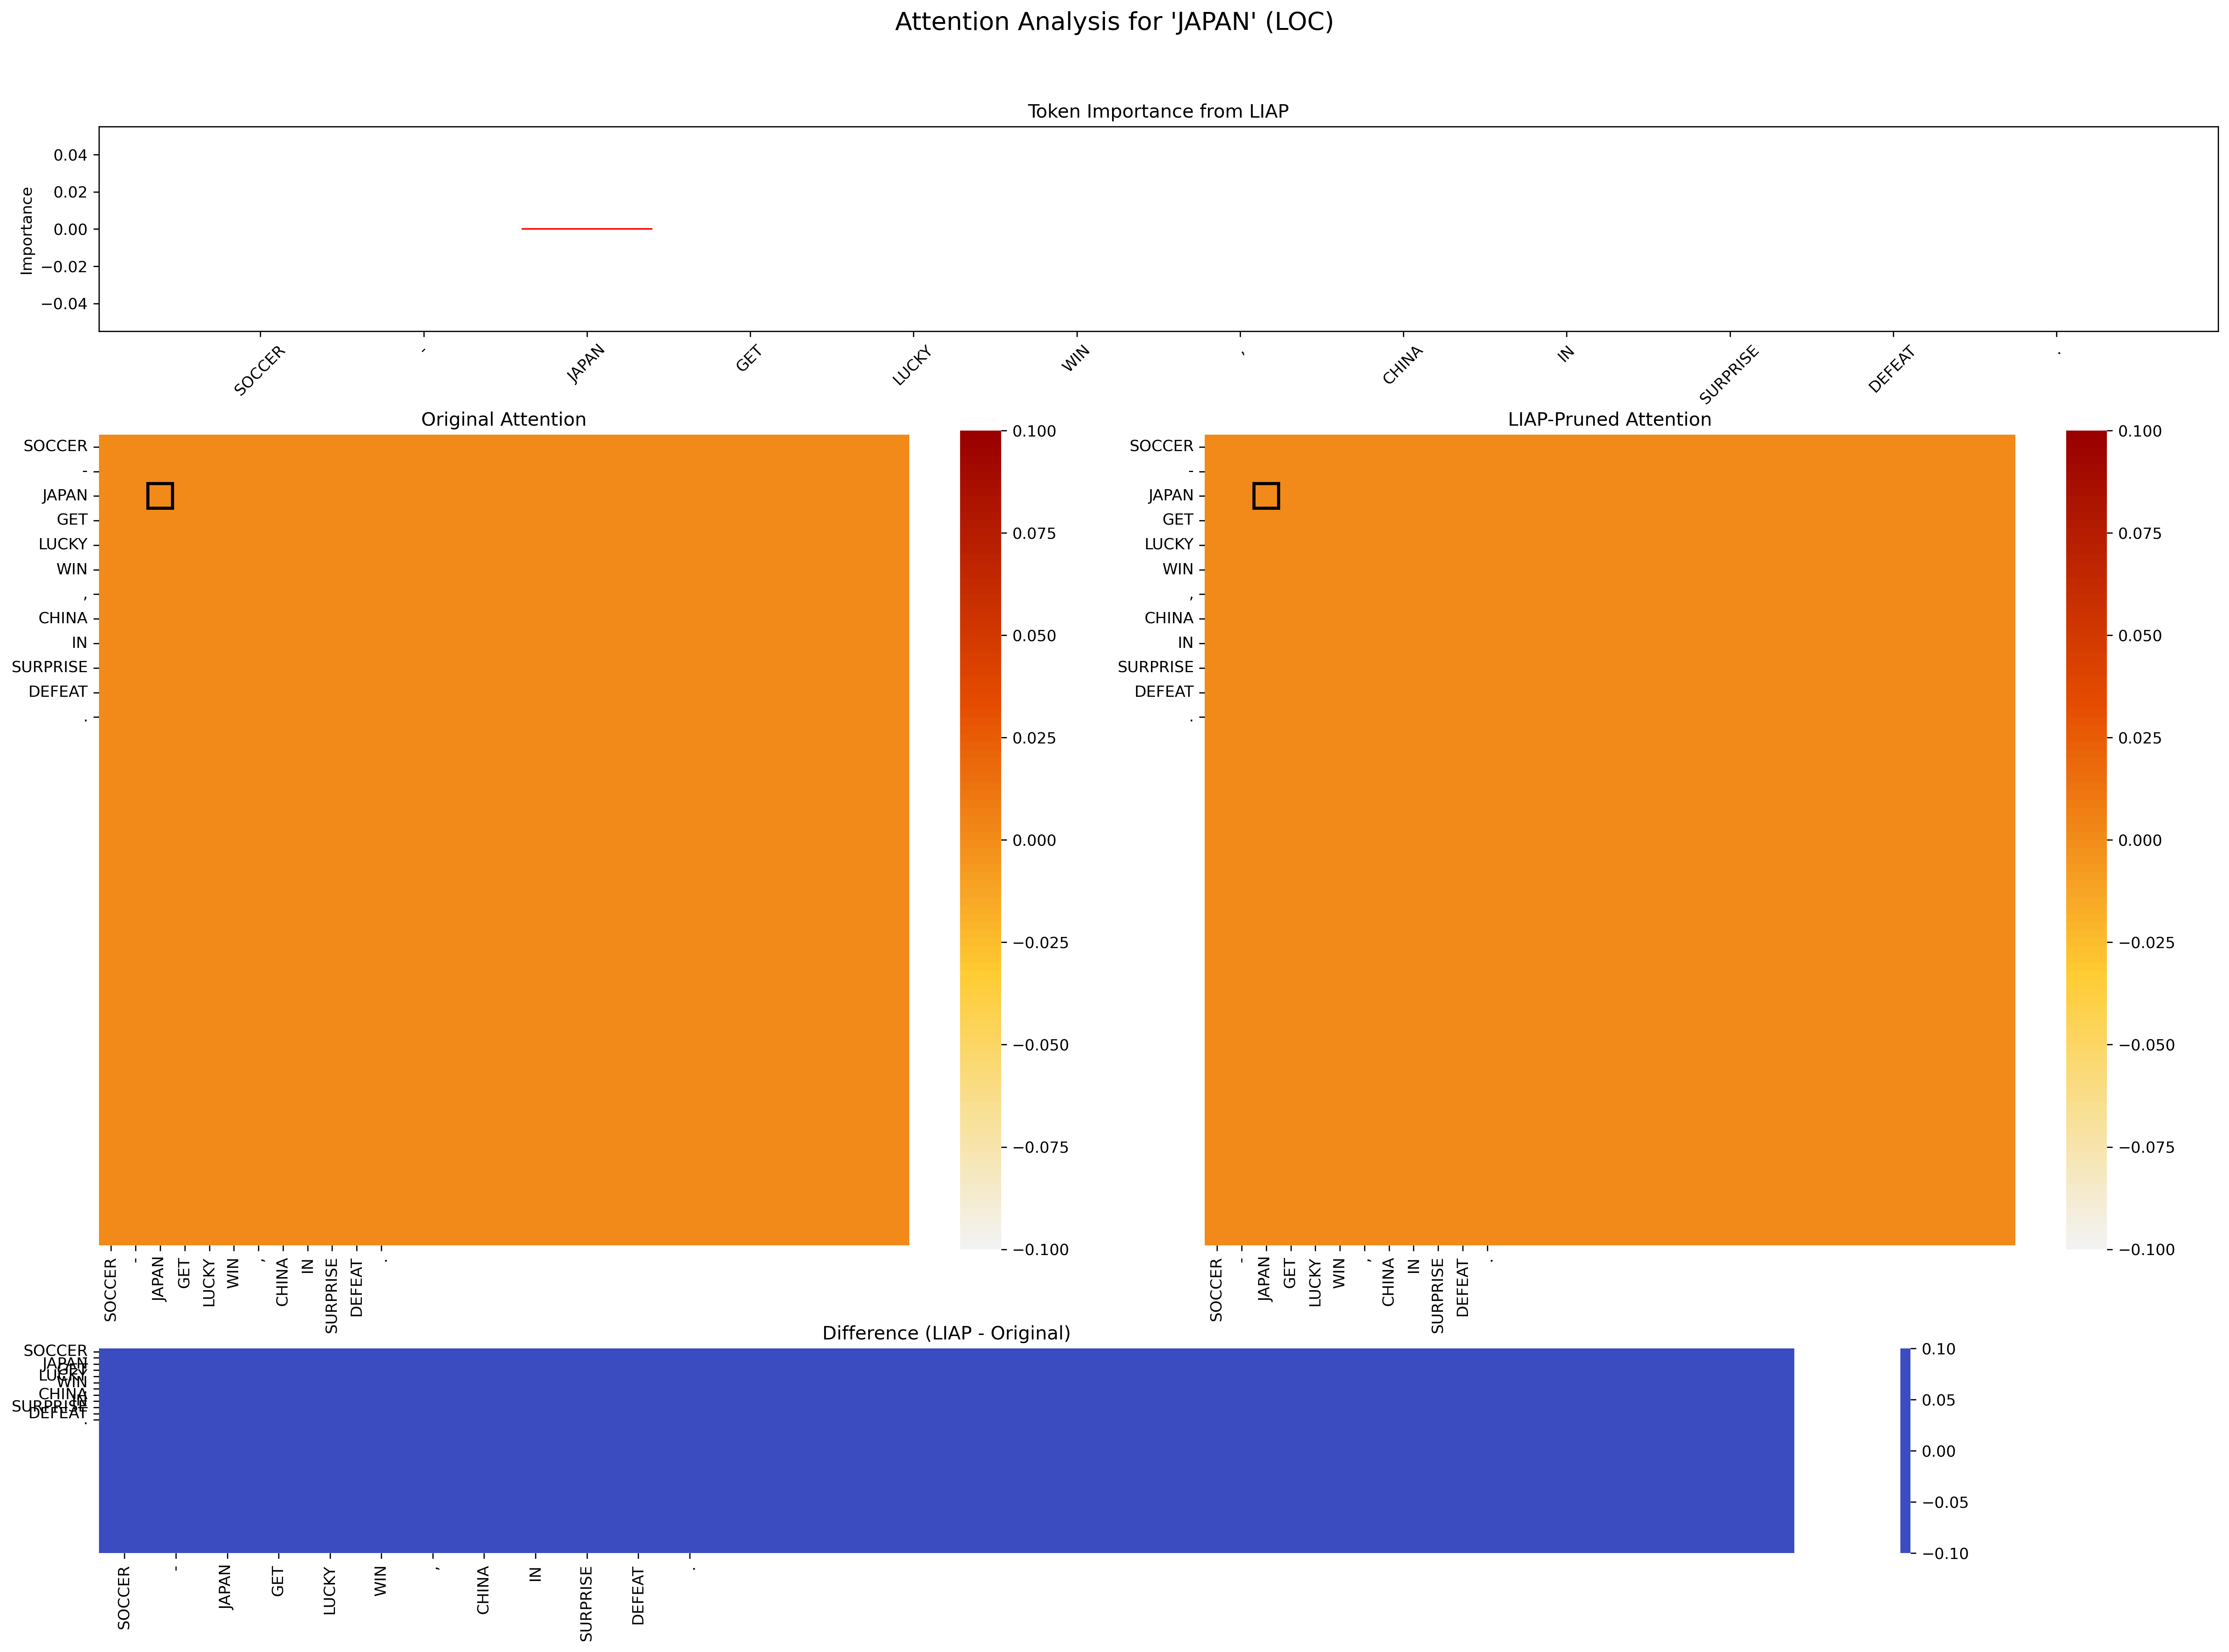 Attention Analysis for 'JAPAN' (LOC)
Token Importance from LIAP
Importance
0.04
0.02
0.00
−0.02
−0.04
SOCCER - JAPAN GET LUCKY WIN , CHINA IN SURPRISE DEFEAT .
Original Attention
SOCCER
-
JAPAN
GET
LUCKY
WIN
,
CHINA
IN
SURPRISE
DEFEAT
.
SOCCER - JAPAN GET LUCKY WIN , CHINA IN SURPRISE DEFEAT .
0.100
0.075
0.050
0.025
0.000
−0.025
−0.050
−0.075
−0.100
LIAP-Pruned Attention
SOCCER
-
JAPAN
GET
LUCKY
WIN
,
CHINA
IN
SURPRISE
DEFEAT
.
SOCCER - JAPAN GET LUCKY WIN , CHINA IN SURPRISE DEFEAT .
0.100
0.075
0.050
0.025
0.000
−0.025
−0.050
−0.075
−0.100
Difference (LIAP - Original)
SOCCER
JAPAN
GET
LUCKY
WIN
CHINA
IN
SURPRISE
DEFEAT
.
SOCCER - JAPAN GET LUCKY WIN , CHINA IN SURPRISE DEFEAT .
0.10
0.05
0.00
−0.05
−0.10